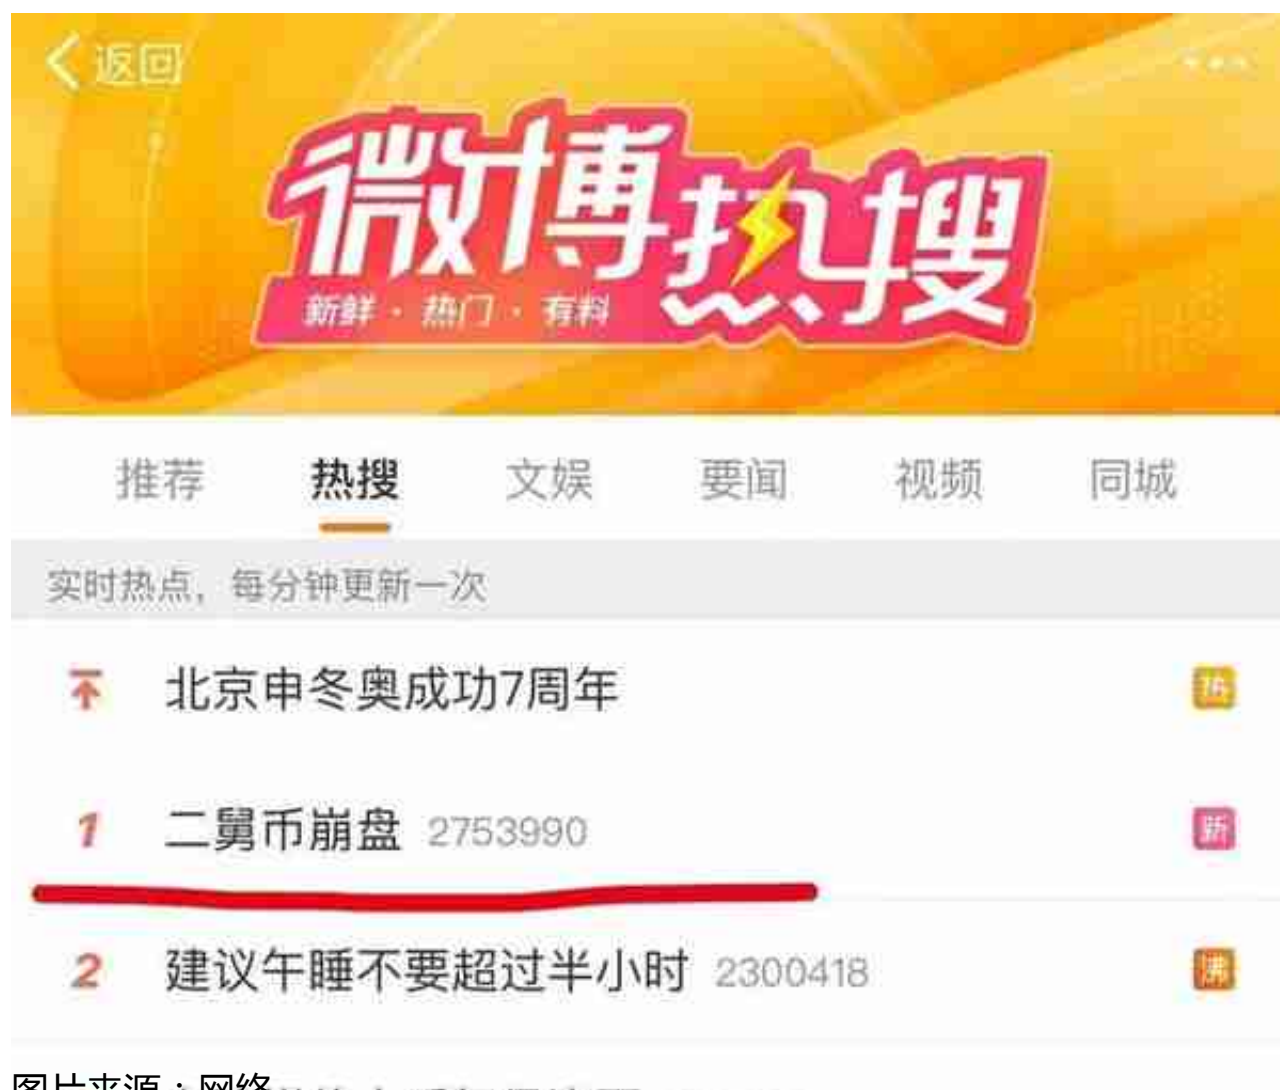 返回
微博热搜
新鲜·热门·有料
推荐 热搜 文娱 要闻 视频 同城
实时热点，每分钟更新一次
北京申冬奥成功7周年 热
1 二舅币崩盘 2753990 新
2 建议午睡不要超过半小时 2300418 沸
图片来源：网络